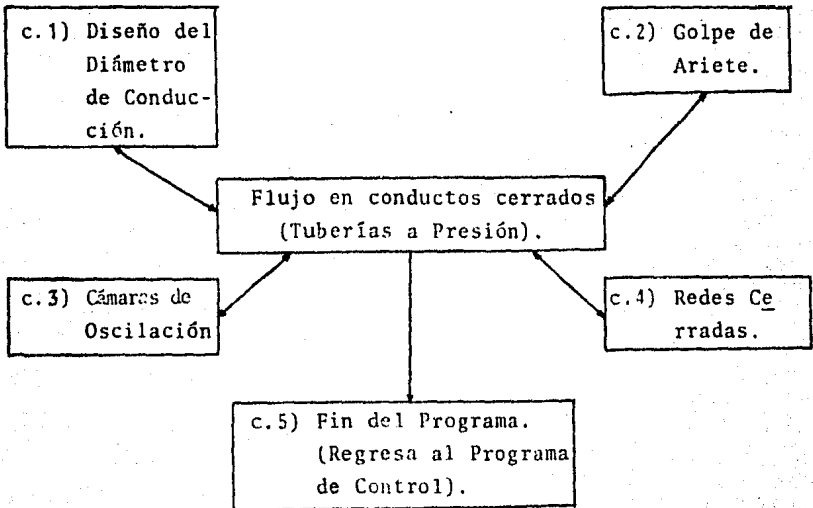 c.1) Diseño del
Diámetro
de Conduc-
ción.
c.2) Golpe de
Ariete.
Flujo en conductos cerrados
(Tuberías a Presión).
c.3) Cámaras de
Oscilación
c.4) Redes Ce
rradas.
c.5) Fin del Programa.
(Regresa al Programa
de Control).